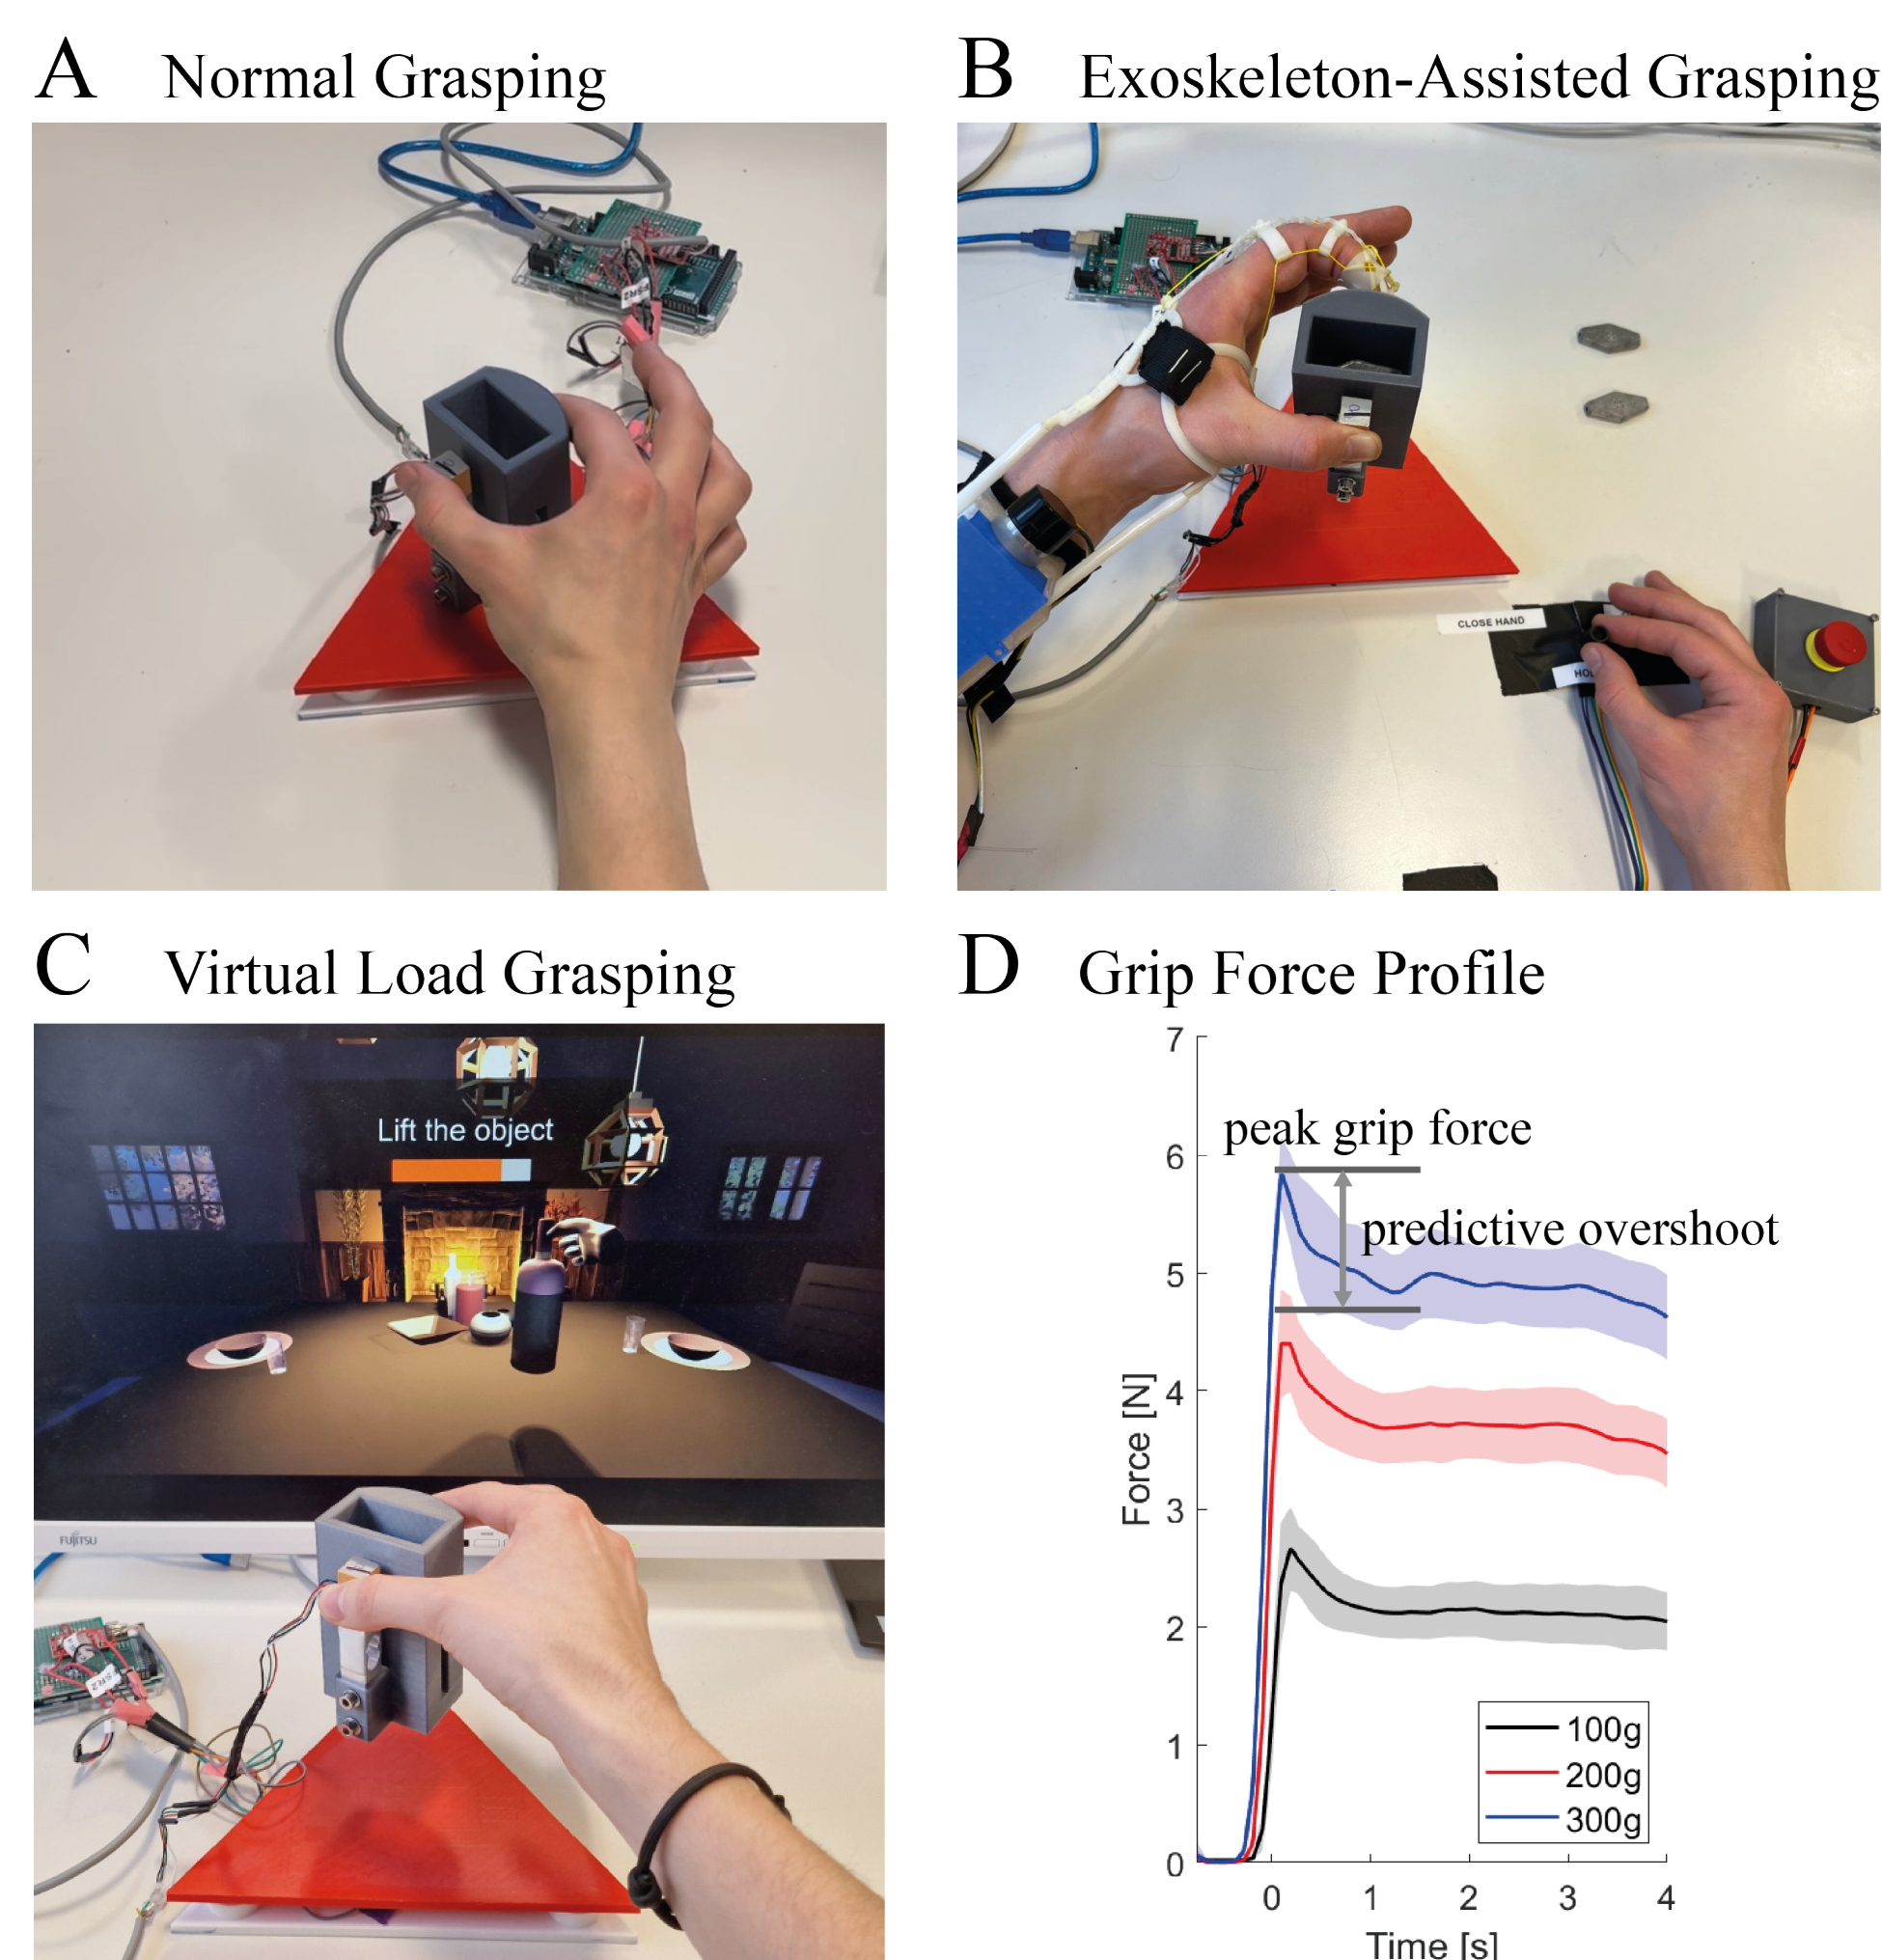 A Normal Grasping
B Exoskeleton-Assisted Grasping
FSR2
CLOSE HAND
C Virtual Load Grasping
D Grip Force Profile
Lift the object
FUJITSU
7
6
5
4
3
2
1
0
Force [N]
peak grip force
predictive overshoot
100g
200g
300g
0 1 2 3 4
Time [s]